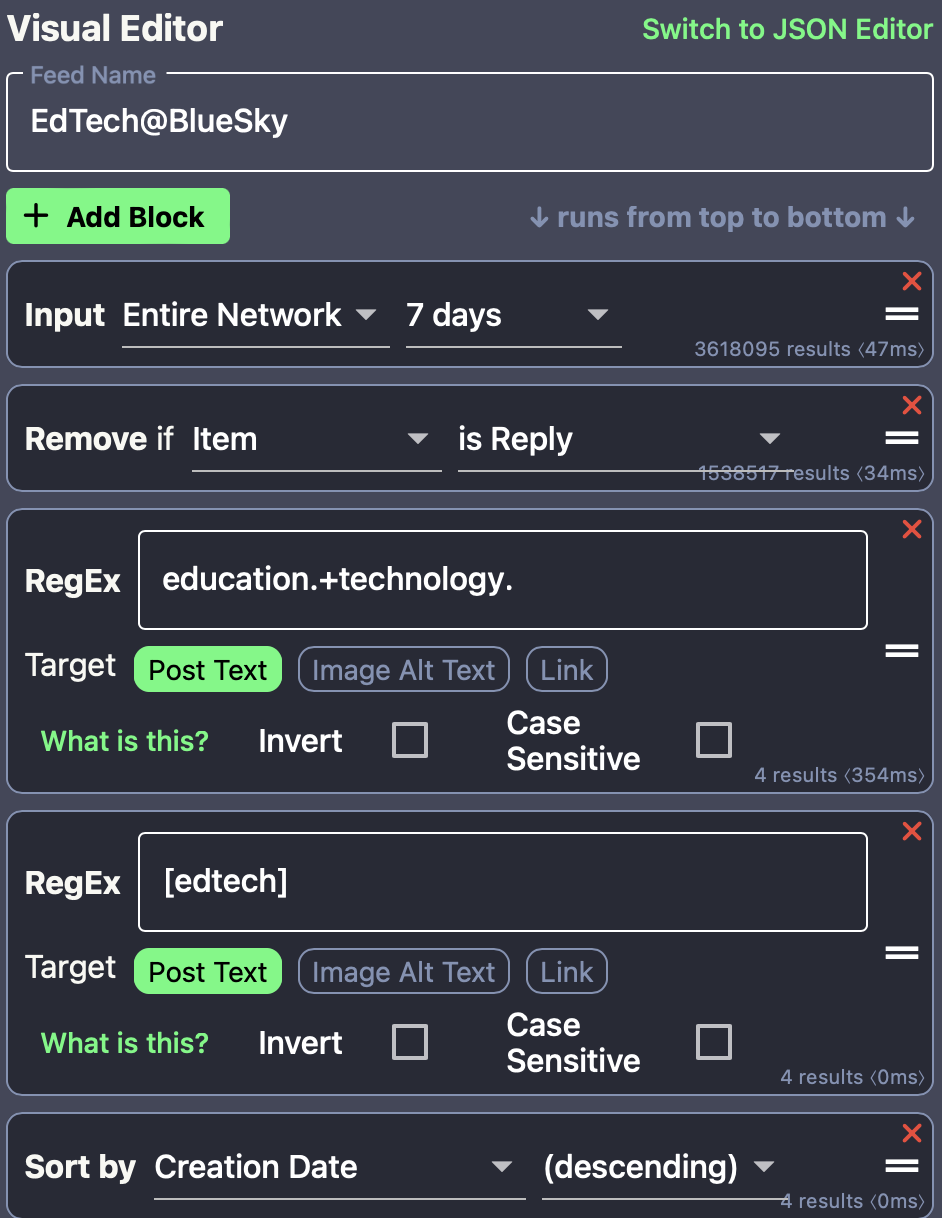 Visual Editor Switch to JSON Editor
Feed Name
EdTech@BlueSky
+ Add Block ↓ runs from top to bottom ↓
Input Entire Network 7 days
3618095 results ⟨47ms⟩
Remove if Item is Reply
1538517 results ⟨34ms⟩
RegEx education.+technology.
Target Post Text Image Alt Text Link
What is this? Invert Case Sensitive
4 results ⟨354ms⟩
RegEx [edtech]
Target Post Text Image Alt Text Link
What is this? Invert Case Sensitive
4 results ⟨0ms⟩
Sort by Creation Date (descending)
4 results ⟨0ms⟩